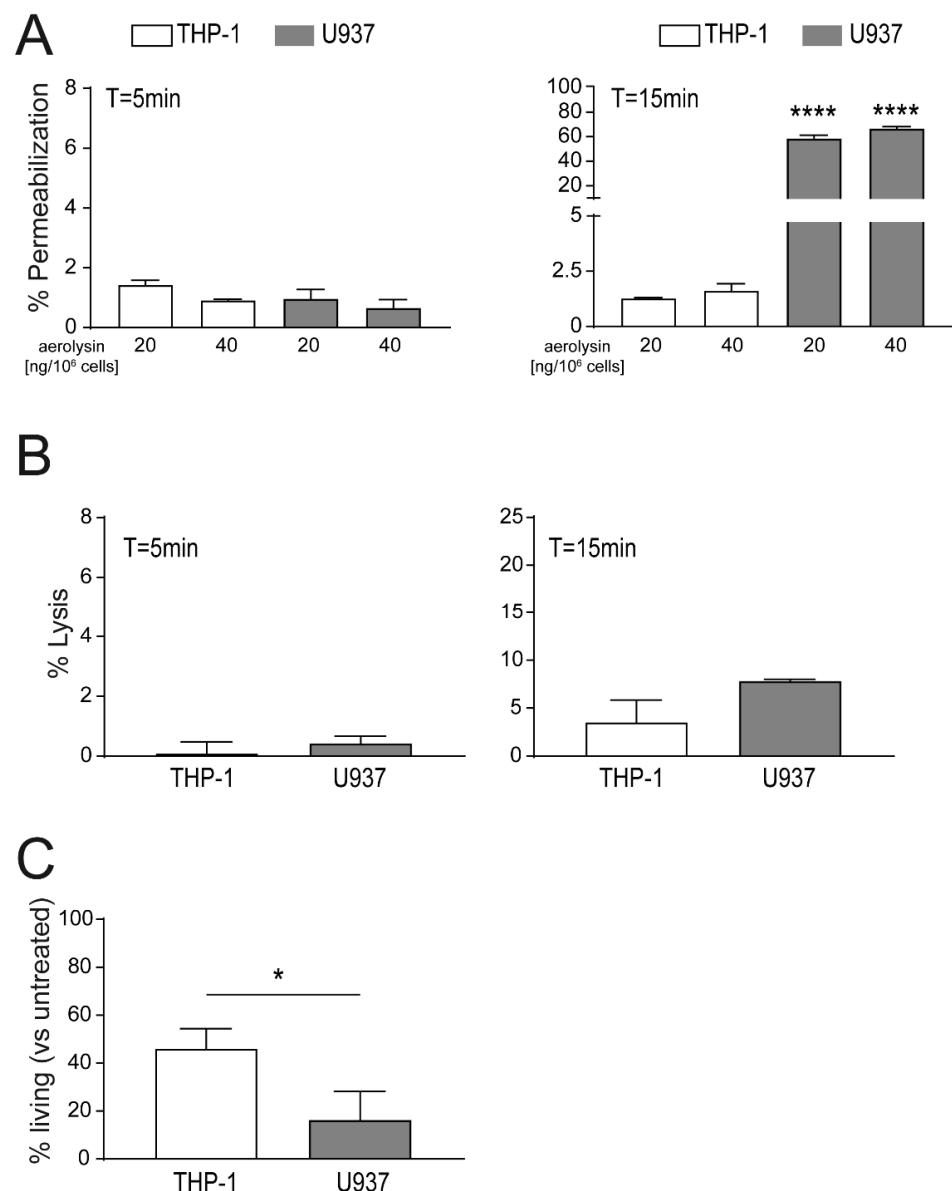 A
THP-1 U937
THP-1 U937
% Permeabilization
8
6
4
2
0
T=5min
aerolysin
[ng/10⁶ cells]
20 40 20 40
100
80
60
40
20
5
2.5
0
T=15min
**** ****
aerolysin
[ng/10⁶ cells]
20 40 20 40
B
% Lysis
8
6
4
2
0
T=5min
THP-1 U937
25
20
15
10
5
0
T=15min
THP-1 U937
C
% living (vs untreated)
100
80
60
40
20
0
*
THP-1 U937